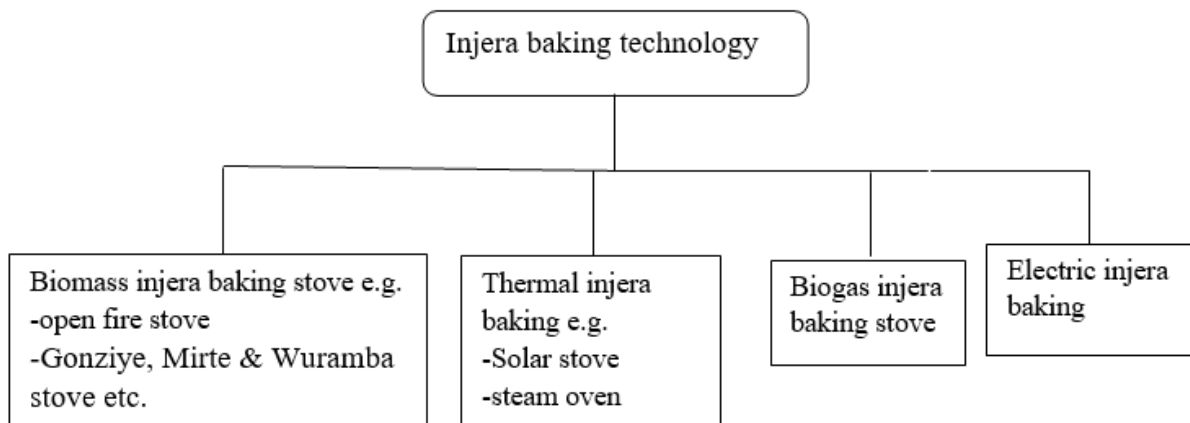 Injera baking technology
Biomass injera baking stove e.g.
-open fire stove
-Gonziye, Mirte & Wuramba
stove etc.
Thermal injera
baking e.g.
-Solar stove
-steam oven
Biogas injera
baking stove
Electric injera
baking